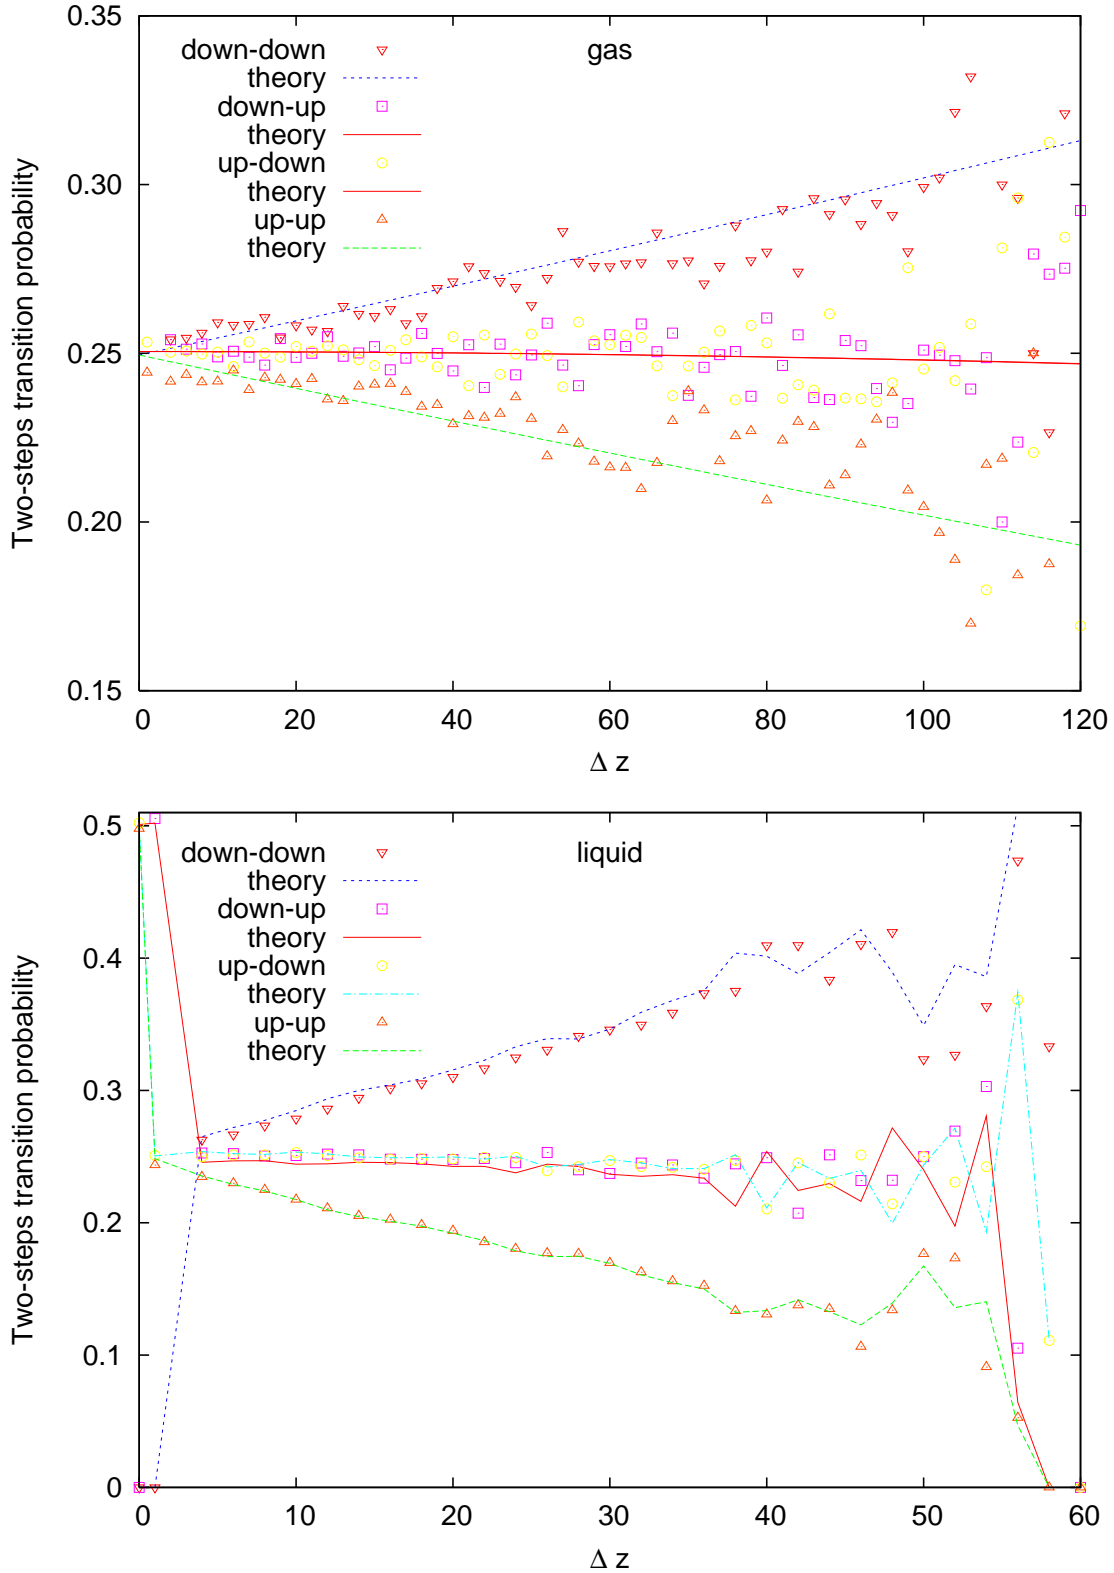 0.35
0.30
0.25
0.20
0.15
Two-steps transition probability
gas
down-down
theory
down-up
theory
up-down
theory
up-up
theory
0 20 40 60 80 100 120
Δ z
0.5
0.4
0.3
0.2
0.1
0
Two-steps transition probability
liquid
down-down
theory
down-up
theory
up-down
theory
up-up
theory
0 10 20 30 40 50 60
Δ z